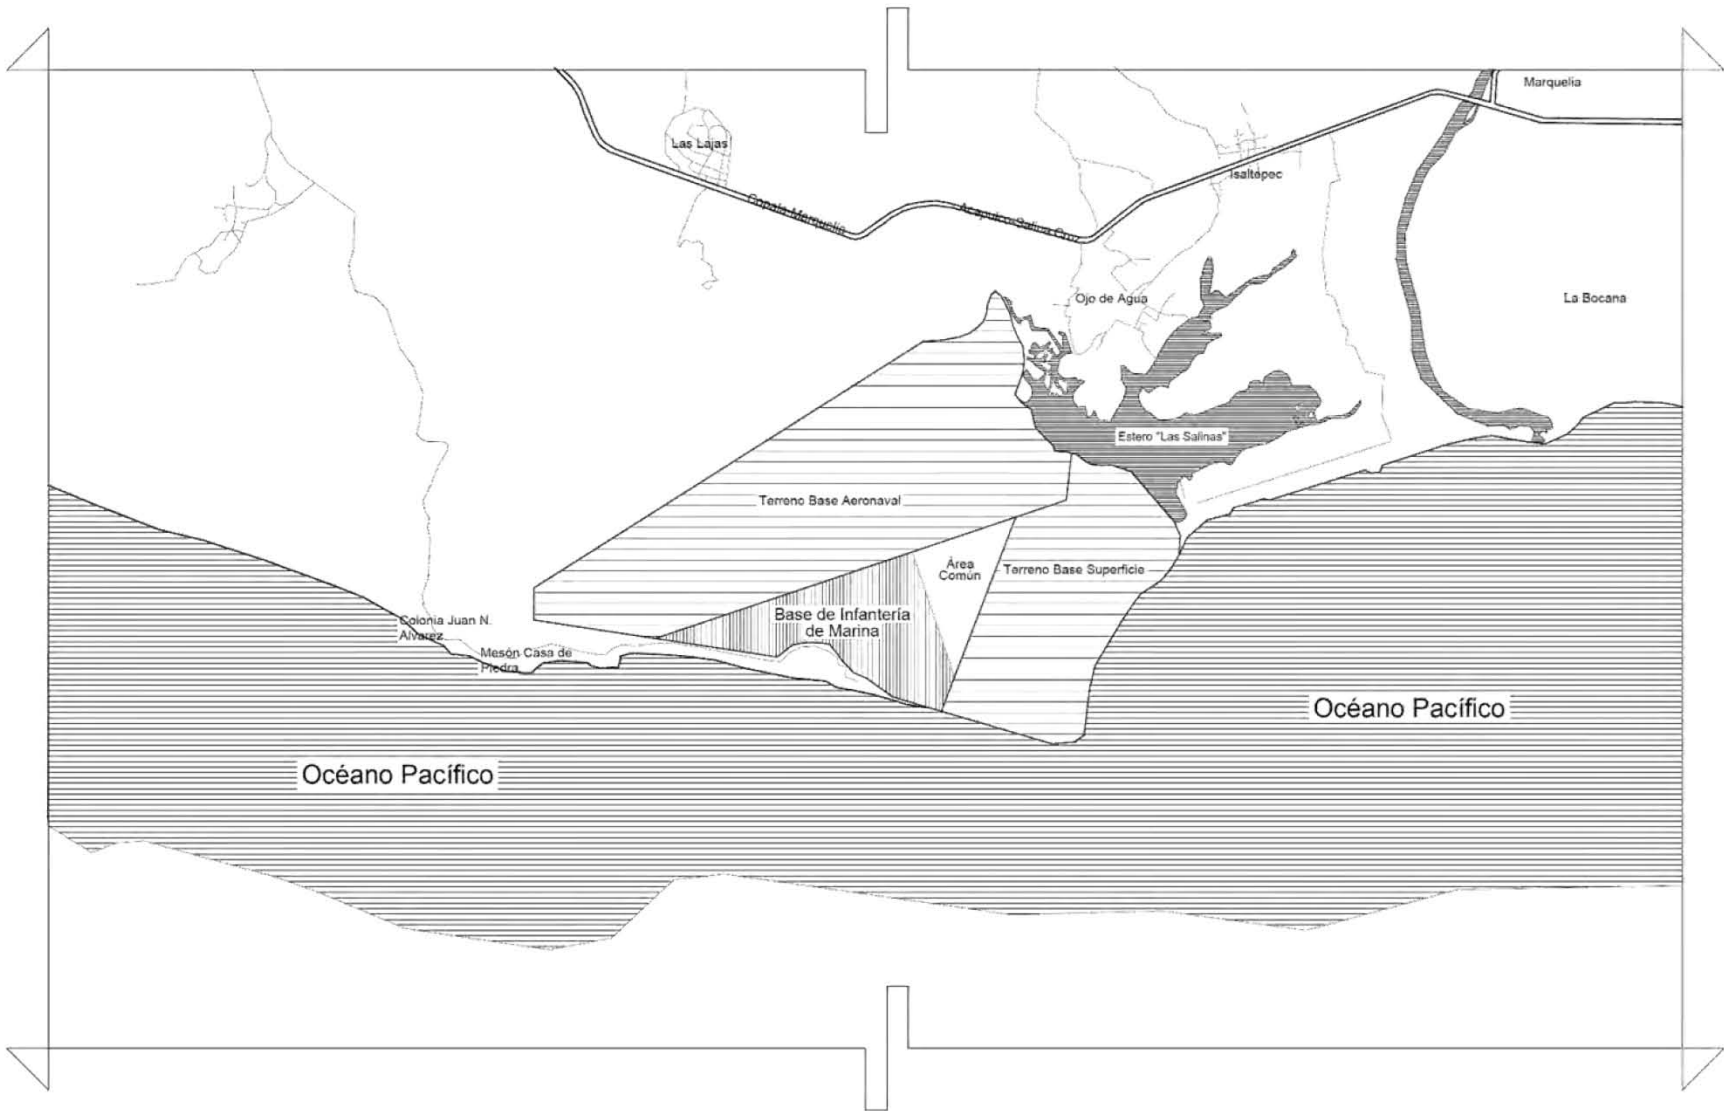 Marquelia
Las Lajas
Isaltepec
Copala Marquelia
Acapulco Salina Cruz
Ojo de Agua
La Bocana
Estero "Las Salinas"
Terreno Base Aeronaval
Área
Común
Terreno Base Superficie
Base de Infantería
de Marina
Colonia Juan N.
Alvarez
Mesón Casa de
Piedra
Océano Pacífico
Océano Pacífico